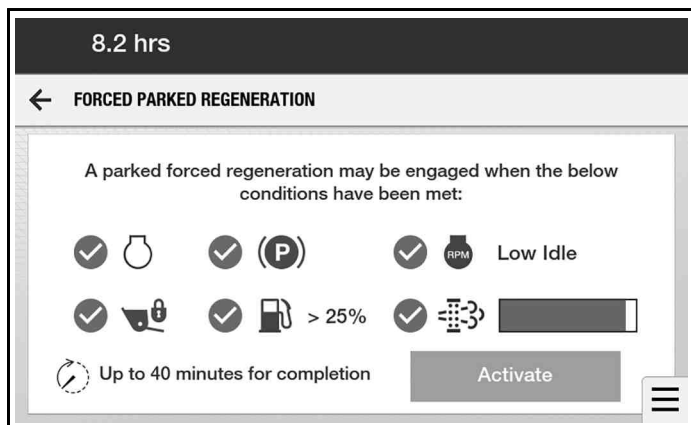 8.2 hrs
FORCED PARKED REGENERATION
A parked forced regeneration may be engaged when the below
conditions have been met:
P RPM Low Idle
> 25%
Up to 40 minutes for completion
Activate